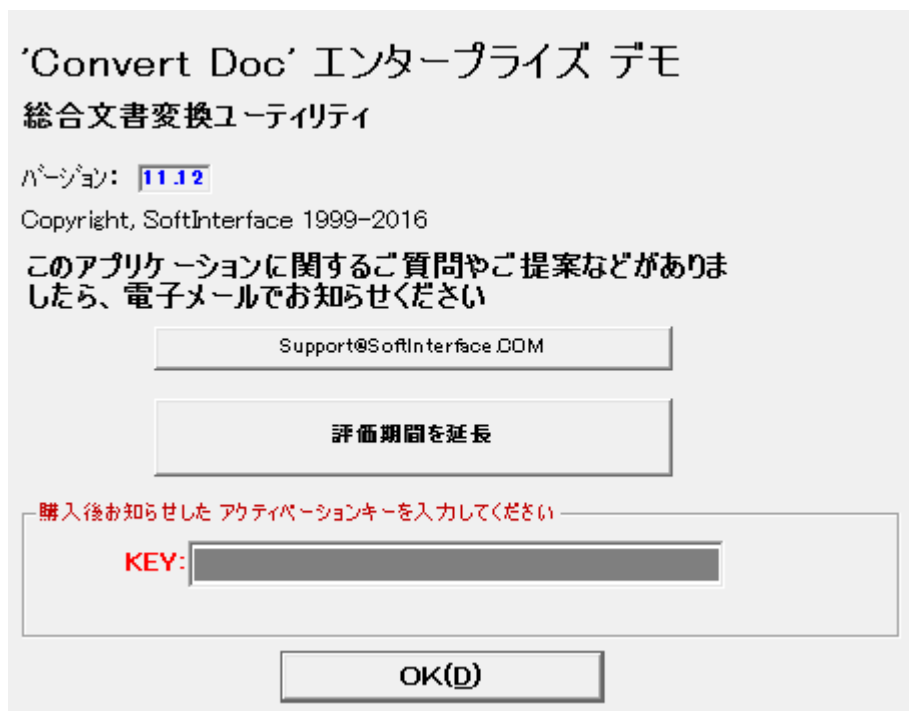 'Convert Doc' エンタープライズ デモ
総合文書変換ユーティリティ
バージョン: 11.12
Copyright, SoftInterface 1999-2016
このアプリケーションに関するご質問やご提案などがありま
したら、電子メールでお知らせください
Support@SoftInterface.COM
評価期間を延長
購入後お知らせした アクティベーションキーを入力してください
KEY:
OK(D)